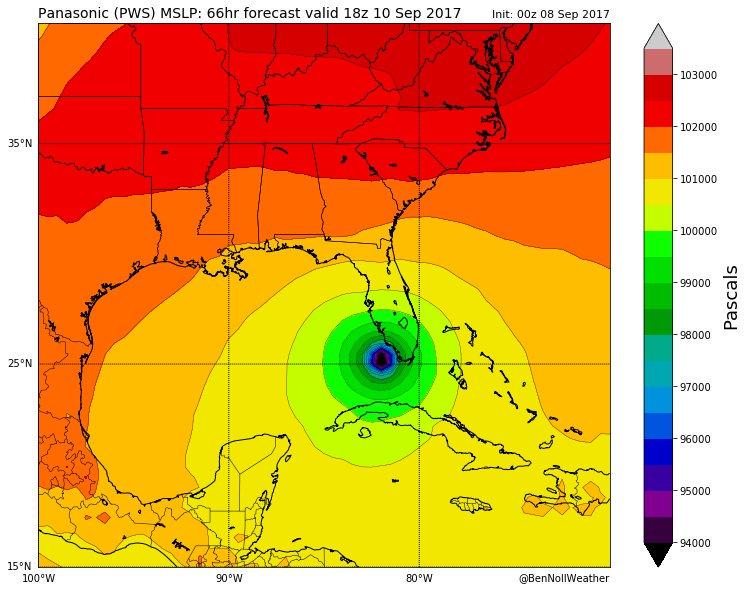 Panasonic (PWS) MSLP: 66hr forecast valid 18z 10 Sep 2017
Init: 00z 08 Sep 2017
35°N
25°N
15°N
100°W
90°W
80°W
@BenNollWeather
103000
102000
101000
100000
99000
98000
97000
96000
95000
94000
Pascals